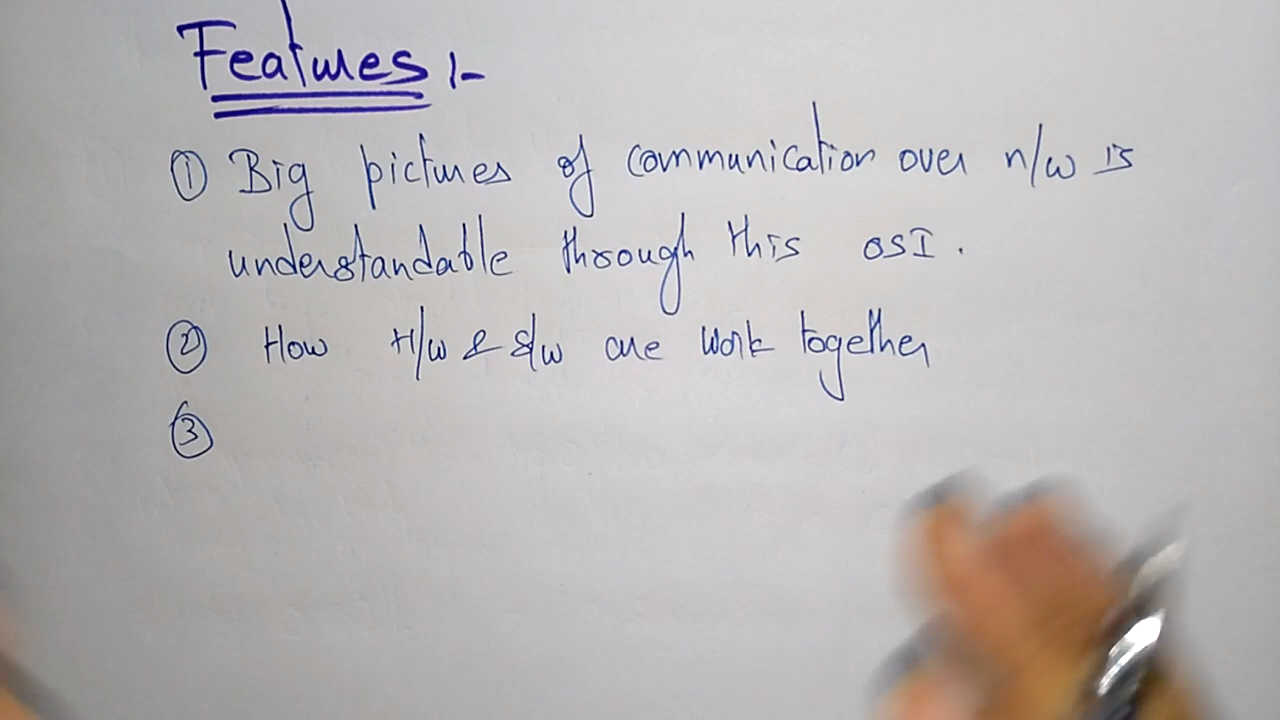 Features :-
① Big pictures of communication over n/w is
understandable through this OSI.
② How H/w & S/w are work together
③